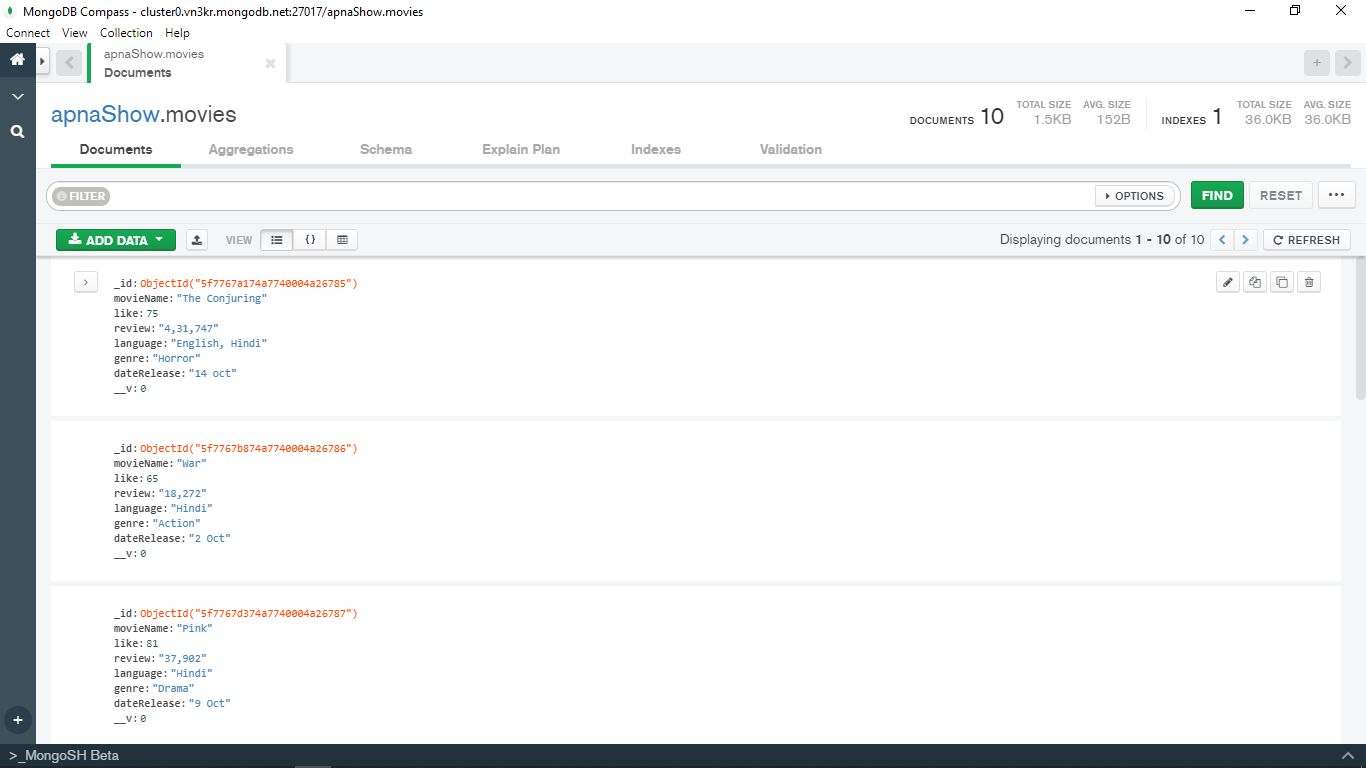 MongoDB Compass - cluster0.vn3kr.mongodb.net:27017/apnaShow.movies
Connect View Collection Help
apnaShow.movies
Documents
apnaShow.movies
DOCUMENTS 10 TOTAL SIZE 1.5KB AVG. SIZE 152B INDEXES 1 TOTAL SIZE 36.0KB AVG. SIZE 36.0KB
Documents Aggregations Schema Explain Plan Indexes Validation
FILTER OPTIONS FIND RESET ...
ADD DATA VIEW {} Displaying documents 1 - 10 of 10 < > REFRESH
_id: ObjectId("5f7767a174a7740004a26785")
movieName: "The Conjuring"
like: 75
review: "4,31,747"
language: "English, Hindi"
genre: "Horror"
dateRelease: "14 oct"
__v: 0
_id: ObjectId("5f7767b874a7740004a26786")
movieName: "War"
like: 65
review: "18,272"
language: "Hindi"
genre: "Action"
dateRelease: "2 Oct"
__v: 0
_id: ObjectId("5f7767d374a7740004a26787")
movieName: "Pink"
like: 81
review: "37,902"
language: "Hindi"
genre: "Drama"
dateRelease: "9 Oct"
__v: 0
>_MongoSH Beta